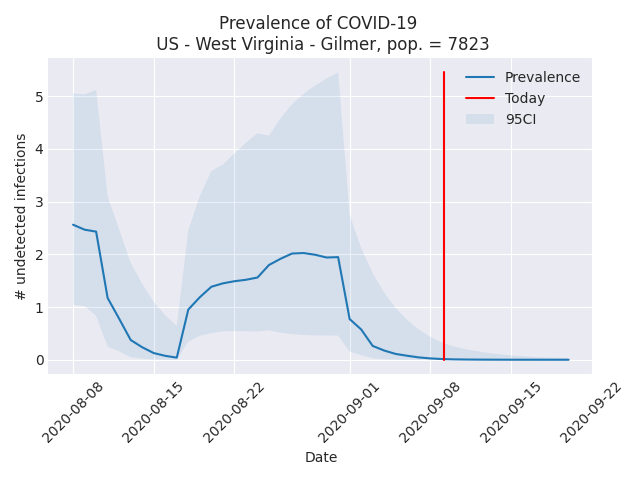 Prevalence of COVID-19
US - West Virginia - Gilmer, pop. = 7823
Prevalence
Today
95CI
# undetected infections
5
4
3
2
1
0
2020-08-08
2020-08-15
2020-08-22
2020-09-01
2020-09-08
2020-09-15
2020-09-22
Date